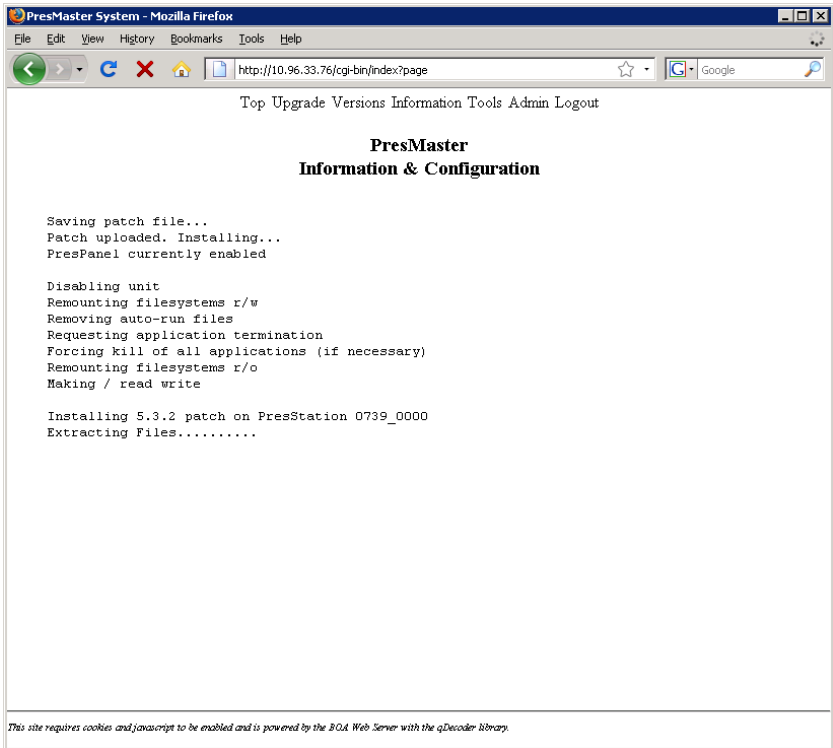 PresMaster System - Mozilla Firefox
File Edit View History Bookmarks Tools Help
http://10.96.33.76/cgi-bin/index?page
G Google
Top Upgrade Versions Information Tools Admin Logout
PresMaster
Information & Configuration
Saving patch file...
Patch uploaded. Installing...
PresPanel currently enabled
Disabling unit
Remounting filesystems r/w
Removing auto-run files
Requesting application termination
Forcing kill of all applications (if necessary)
Remounting filesystems r/o
Making / read write
Installing 5.3.2 patch on PresStation 0739_0000
Extracting Files..........
This site requires cookies and javascript to be enabled and is powered by the BOA Web Server with the qDecoder library.